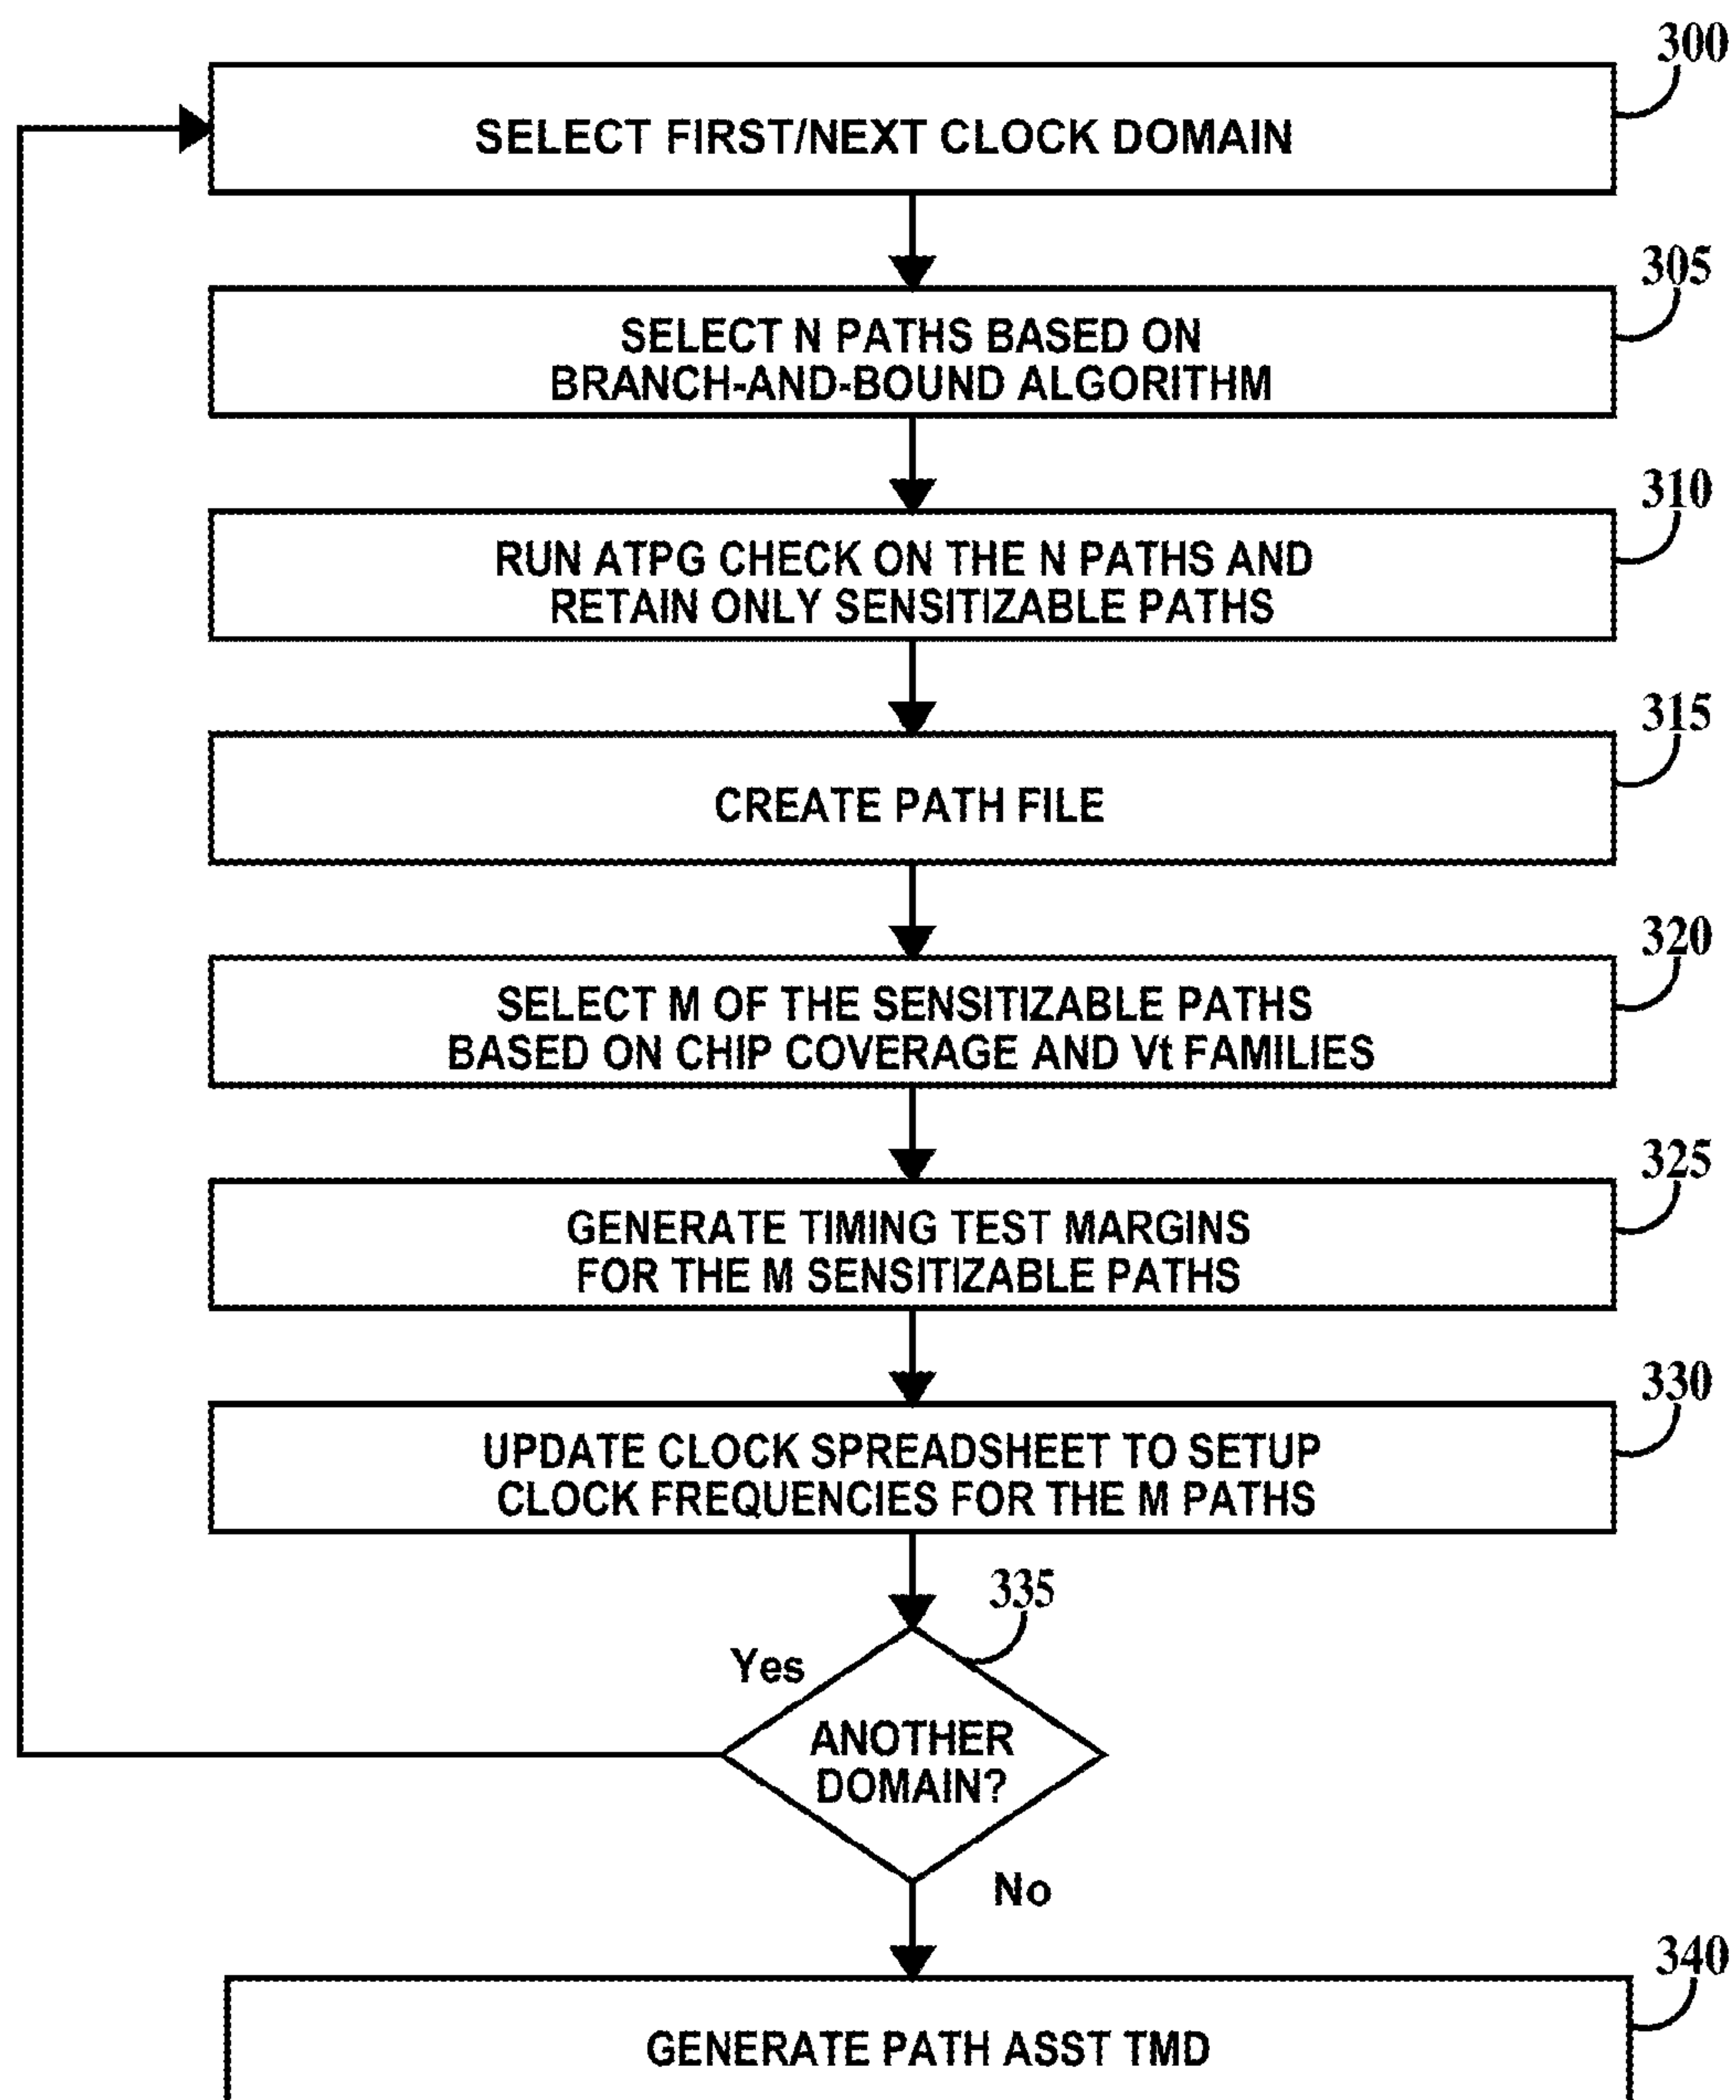 300
SELECT FIRST/NEXT CLOCK DOMAIN
305
SELECT N PATHS BASED ON
BRANCH-AND-BOUND ALGORITHM
310
RUN ATPG CHECK ON THE N PATHS AND
RETAIN ONLY SENSITIZABLE PATHS
315
CREATE PATH FILE
320
SELECT M OF THE SENSITIZABLE PATHS
BASED ON CHIP COVERAGE AND Vt FAMILIES
325
GENERATE TIMING TEST MARGINS
FOR THE M SENSITIZABLE PATHS
330
UPDATE CLOCK SPREADSHEET TO SETUP
CLOCK FREQUENCIES FOR THE M PATHS
335
Yes
ANOTHER
DOMAIN?
No
340
GENERATE PATH ASST TMD